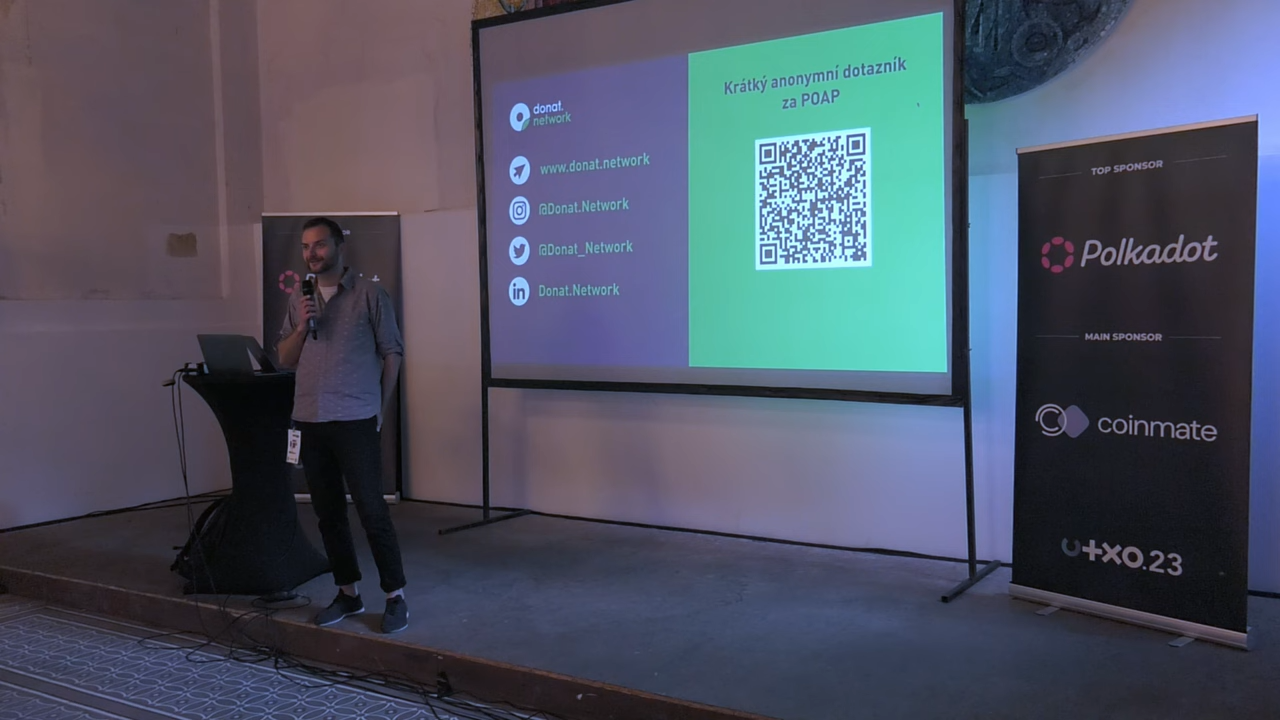 donat.
network
www.donat.network
@Donat.Network
@Donat_Network
Donat.Network
Krátký anonymní dotazník
za POAP
TOP SPONSOR
Polkadot
MAIN SPONSOR
coinmate
utxo.23